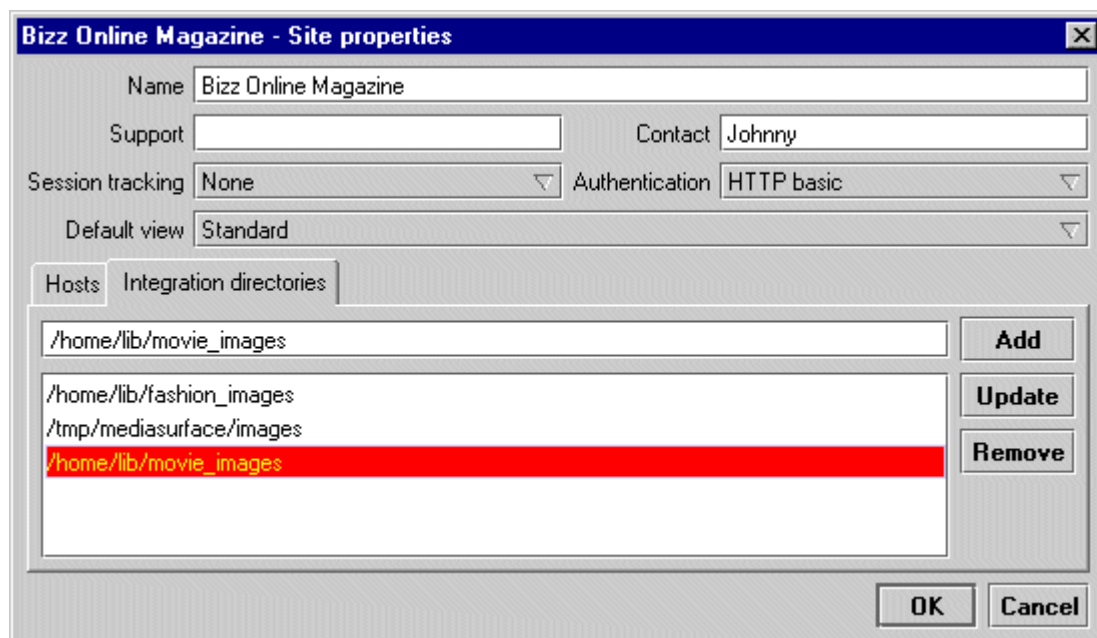 Bizz Online Magazine - Site properties
Name Bizz Online Magazine
Support Contact Johnny
Session tracking None Authentication HTTP basic
Default view Standard
Hosts Integration directories
/home/lib/movie_images Add
/home/lib/fashion_images Update
/tmp/mediasurface/images
/home/lib/movie_images Remove
OK Cancel